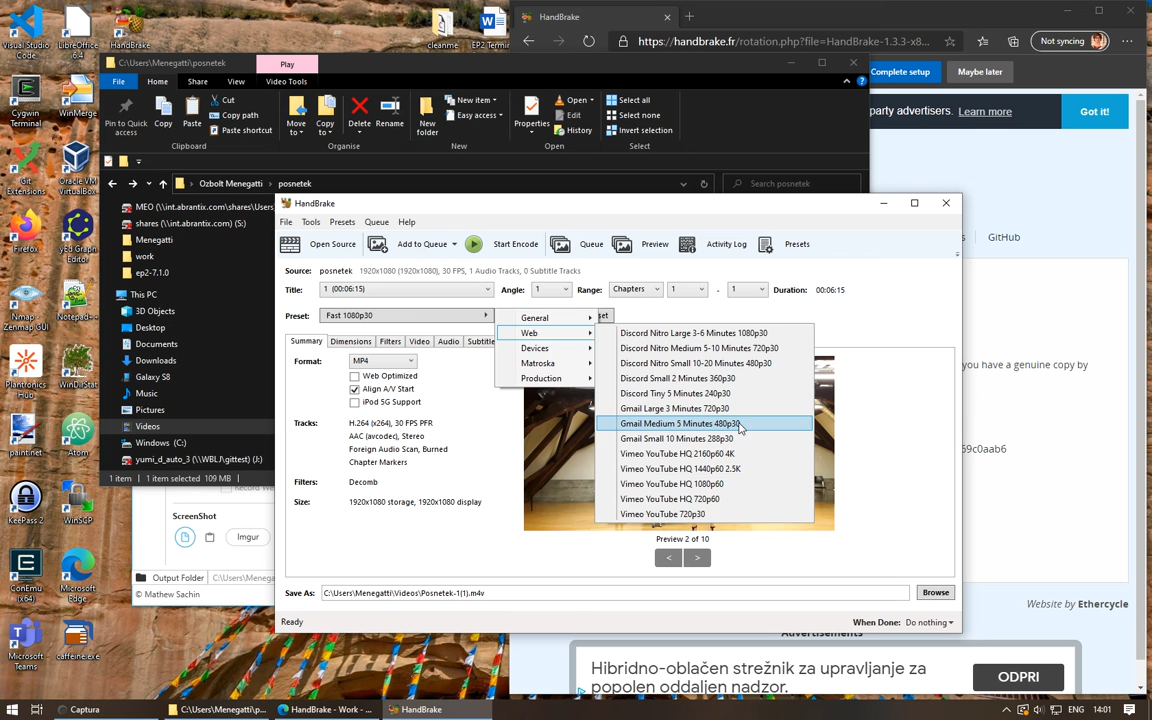 Visual Studio
Code
LibreOffice
6.4
HandBrake
cleanme
EP2 Termi
Cygwin
Terminal
WinMerge
Git
Extensions
Oracle VM
VirtualBox
Firefox
yEd Graph
Editor
Nmap -
Zenmap GUI
Notepad++
Plantronics
Hub
WinDirStat
paint.net
Atom
KeePass 2
WinSCP
ConEmu
(x64)
Microsoft
Edge
Microsoft
Teams
caffeine.exe
HandBrake
https://handbrake.fr/rotation.php?file=HandBrake-1.3.3-x8...
Not syncing
Complete setup
Maybe later
party advertisers. Learn more
Got it!
s
GitHub
you have a genuine copy by
69c0aab6
Website by Ethercycle
Advertisements
Hibridno-oblačen strežnik za upravljanje za
popolen oddaljen nadzor.
ODPRI
C:\Users\Menegatti\posnetek
Play
File
Home
Share
View
Video Tools
Pin to Quick
access
Copy
Paste
Cut
Copy path
Paste shortcut
Clipboard
Move
to
Copy
to
Delete
Rename
Organise
New
folder
New item
Easy access
New
Properties
Open
Edit
History
Open
Select all
Select none
Invert selection
Select
Ozbolt Menegatti
posnetek
Search posnetek
MEO (\\int.abrantix.com\shares\Users
shares (\\int.abrantix.com) (S:)
Menegatti
work
ep2-7.1.0
This PC
3D Objects
Desktop
Documents
Downloads
Galaxy S8
Music
Pictures
Videos
Windows (C:)
yumi_d_auto_3 (\\WBLJ\gittest) (J:)
1 item
1 item selected 109 MB
Record We
ScreenShot
Imgur
Output Folder
C:\Users\Menega
© Mathew Sachin
HandBrake
File
Tools
Presets
Queue
Help
Open Source
Add to Queue
Start Encode
Queue
Preview
Activity Log
Presets
Source: posnetek 1920x1080 (1920x1080), 30 FPS, 1 Audio Tracks, 0 Subtitle Tracks
Title: 1 (00:06:15)
Angle: 1
Range: Chapters 1 - 1
Duration: 00:06:15
Preset: Fast 1080p30
set
Summary
Dimensions
Filters
Video
Audio
Subtitle
Format: MP4
Web Optimized
Align A/V Start
iPod 5G Support
Tracks: H.264 (x264), 30 FPS PFR
AAC (avcodec), Stereo
Foreign Audio Scan, Burned
Chapter Markers
Filters: Decomb
Size: 1920x1080 storage, 1920x1080 display
General
Web
Devices
Matroska
Production
Discord Nitro Large 3-6 Minutes 1080p30
Discord Nitro Medium 5-10 Minutes 720p30
Discord Nitro Small 10-20 Minutes 480p30
Discord Small 2 Minutes 360p30
Discord Tiny 5 Minutes 240p30
Gmail Large 3 Minutes 720p30
Gmail Medium 5 Minutes 480p30
Gmail Small 10 Minutes 288p30
Vimeo YouTube HQ 2160p60 4K
Vimeo YouTube HQ 1440p60 2.5K
Vimeo YouTube HQ 1080p60
Vimeo YouTube HQ 720p60
Vimeo YouTube 720p30
Preview 2 of 10
<
>
Save As: C:\Users\Menegatti\Videos\Posnetek-1(1).m4v
Browse
Ready
When Done: Do nothing
Captura
C:\Users\Menegatti\p...
HandBrake - Work - ...
HandBrake
ENG
14:01